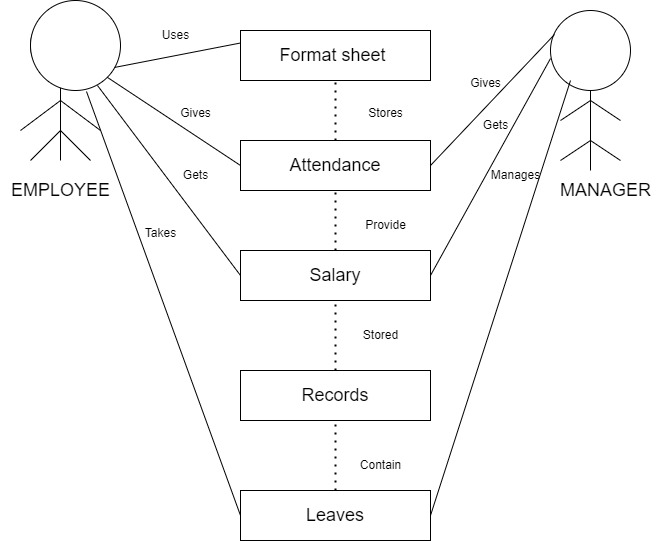 Uses
Format sheet
Gives
Gives
Stores
Gets
Attendance
Gets
Manages
EMPLOYEE
MANAGER
Takes
Provide
Salary
Stored
Records
Contain
Leaves